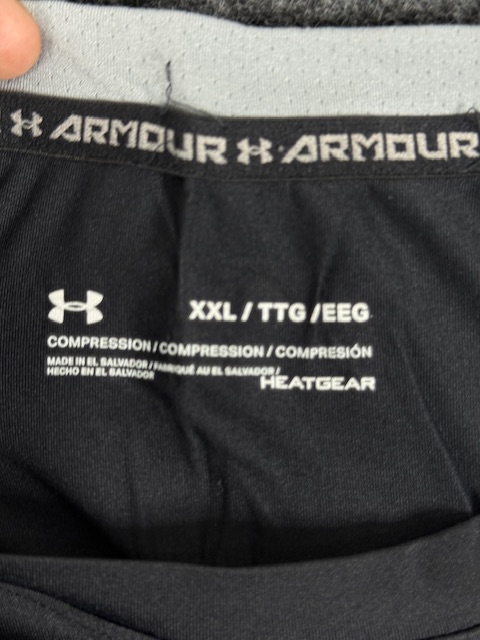 ARMOUR ARMOUR
XXL / TTG /EEG
COMPRESSION / COMPRESSION / COMPRESIÓN
MADE IN EL SALVADOR / FABRIQUÉ AU EL SALVADOR /
HECHO EN EL SALVADOR
HEATGEAR